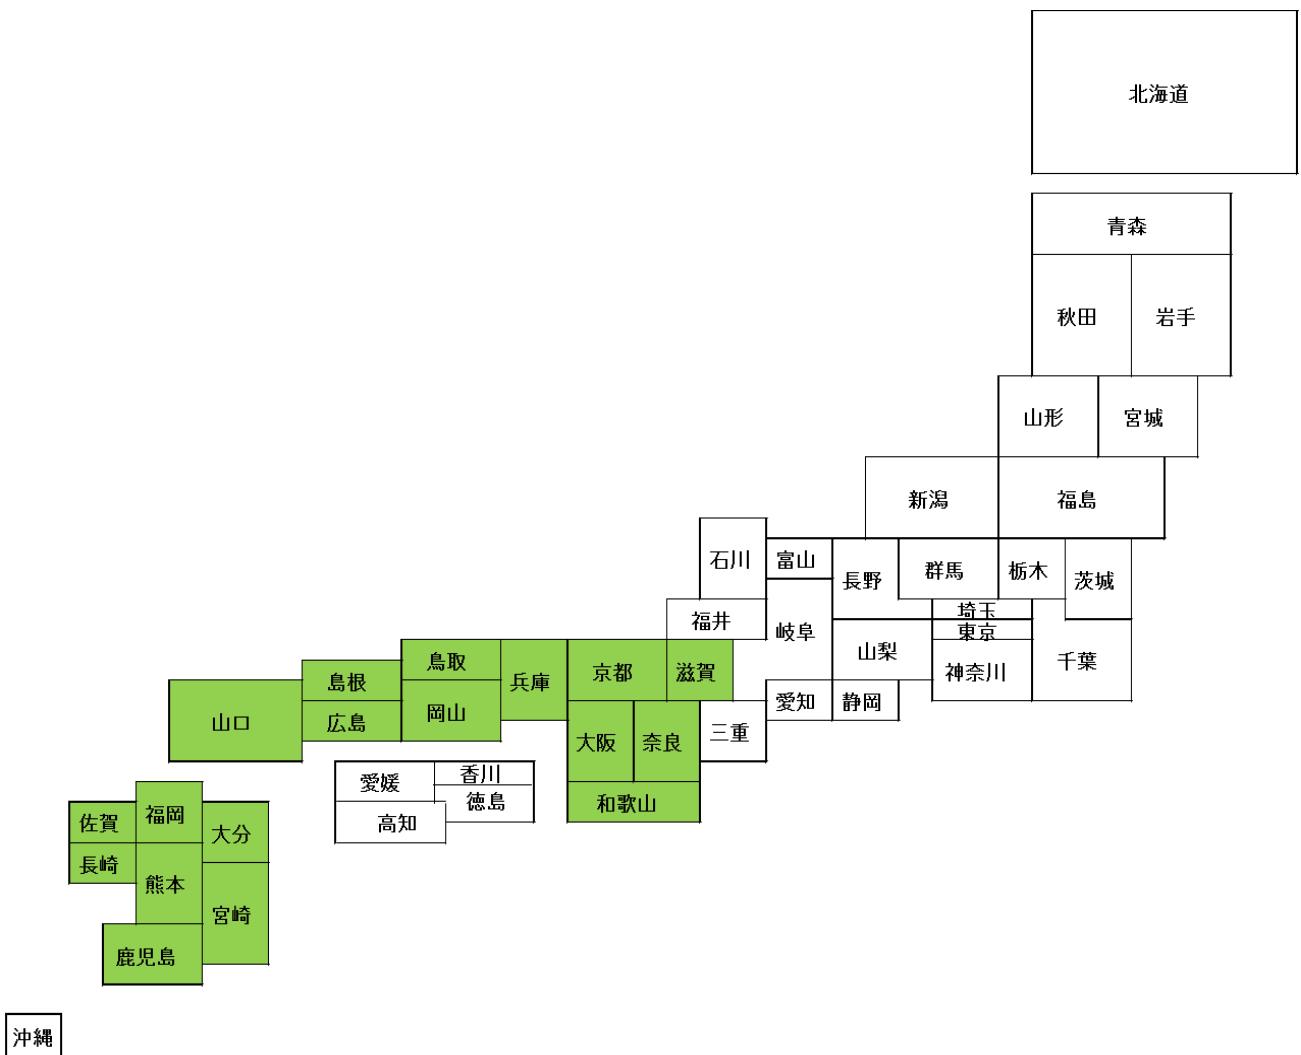 北海道
青森
秋田
岩手
山形
宮城
新潟
福島
石川
富山
長野
群馬
栃木
茨城
福井
岐阜
埼玉
東京
山梨
神奈川
千葉
鳥取
兵庫
京都
滋賀
島根
岡山
愛知
静岡
山口
広島
大阪
奈良
三重
愛媛
香川
徳島
和歌山
高知
佐賀
福岡
大分
長崎
熊本
宮崎
鹿児島
沖縄